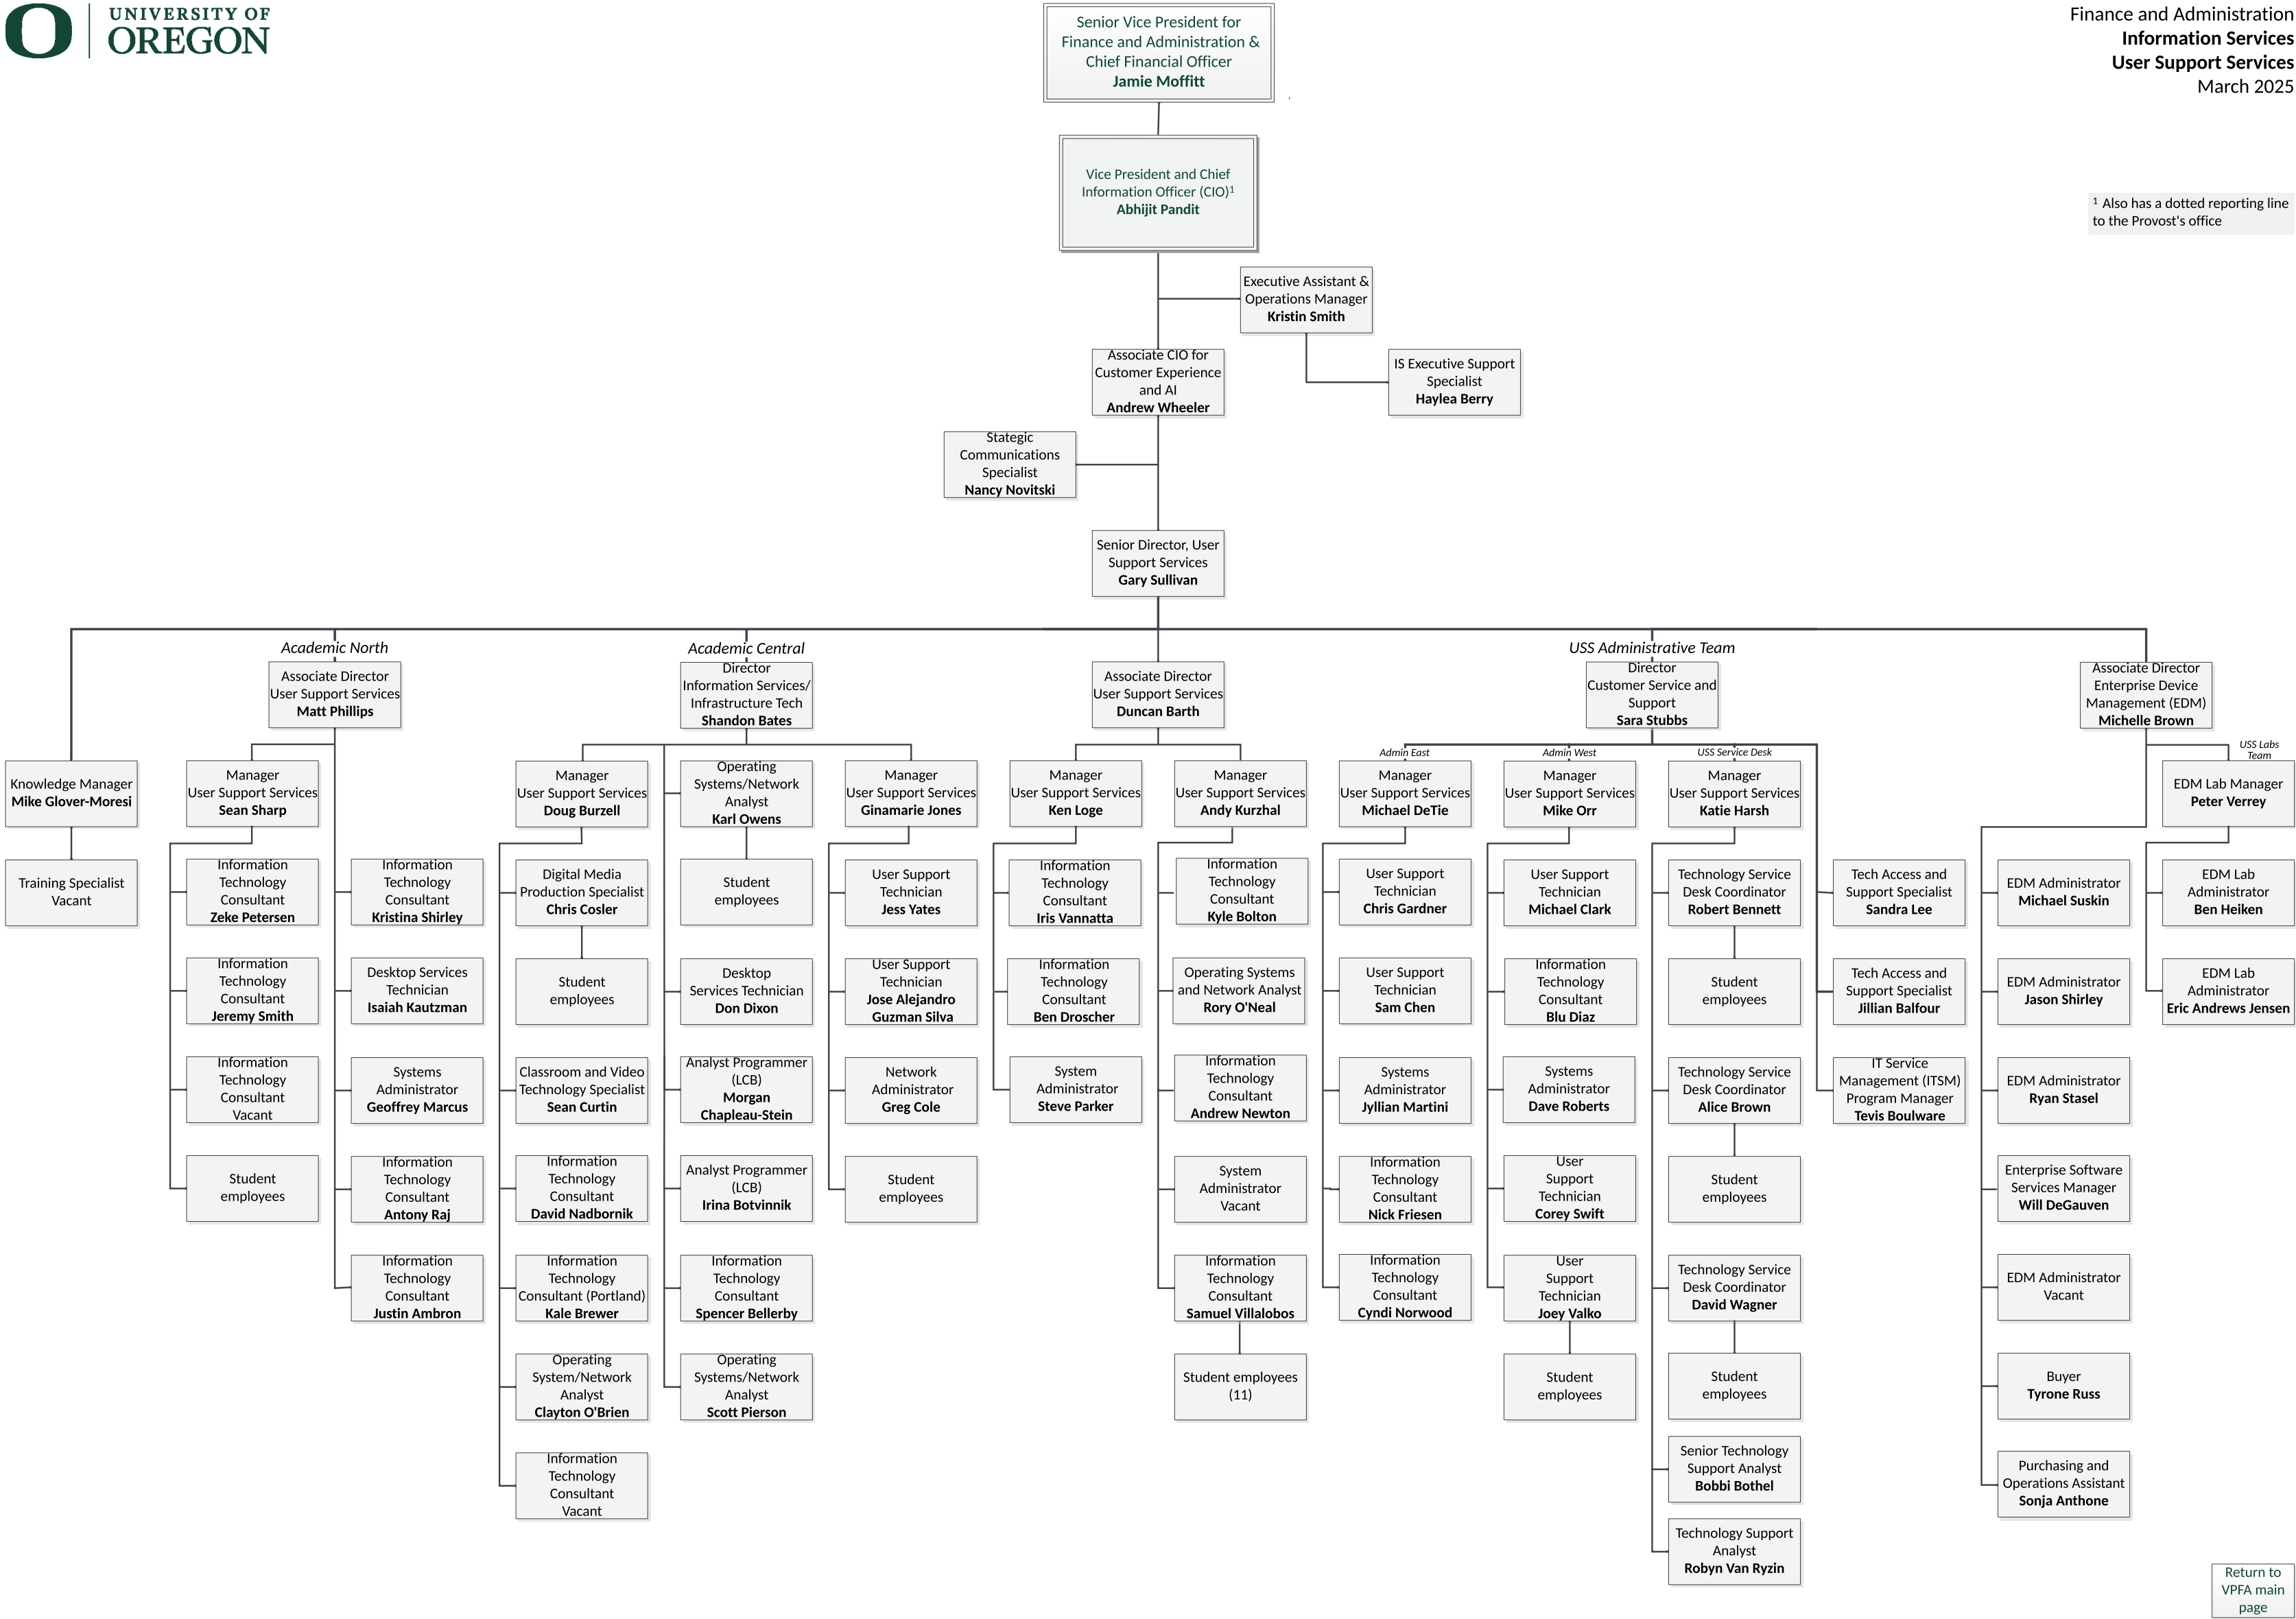 UNIVERSITY OF
OREGON
Senior Vice President for
Finance and Administration &
Chief Financial Officer
Jamie Moffitt
Finance and Administration
Information Services
User Support Services
March 2025
Vice President and Chief
Information Officer (CIO)¹
Abhijit Pandit
¹ Also has a dotted reporting line
to the Provost's office
Executive Assistant &
Operations Manager
Kristin Smith
Associate CIO for
Customer Experience
and AI
Andrew Wheeler
IS Executive Support
Specialist
Haylea Berry
Stategic
Communications
Specialist
Nancy Novitski
Senior Director, User
Support Services
Gary Sullivan
Academic North
Associate Director
User Support Services
Matt Phillips
Academic Central
Director
Information Services/
Infrastructure Tech
Shandon Bates
Associate Director
User Support Services
Duncan Barth
USS Administrative Team
Director
Customer Service and
Support
Sara Stubbs
Associate Director
Enterprise Device
Management (EDM)
Michelle Brown
Knowledge Manager
Mike Glover-Moresi
Training Specialist
Vacant
Manager
User Support Services
Sean Sharp
Information
Technology
Consultant
Zeke Petersen
Information
Technology
Consultant
Jeremy Smith
Information
Technology
Consultant
Vacant
Student
employees
Information
Technology
Consultant
Kristina Shirley
Desktop Services
Technician
Isaiah Kautzman
Systems
Administrator
Geoffrey Marcus
Information
Technology
Consultant
Antony Raj
Information
Technology
Consultant
Justin Ambron
Manager
User Support Services
Doug Burzell
Digital Media
Production Specialist
Chris Cosler
Student
employees
Classroom and Video
Technology Specialist
Sean Curtin
Information
Technology
Consultant
David Nadbornik
Information
Technology
Consultant (Portland)
Kale Brewer
Operating
System/Network
Analyst
Clayton O'Brien
Information
Technology
Consultant
Vacant
Operating
Systems/Network
Analyst
Karl Owens
Student
employees
Desktop
Services Technician
Don Dixon
Analyst Programmer
(LCB)
Morgan
Chapleau-Stein
Analyst Programmer
(LCB)
Irina Botvinnik
Information
Technology
Consultant
Spencer Bellerby
Operating
Systems/Network
Analyst
Scott Pierson
Manager
User Support Services
Ginamarie Jones
User Support
Technician
Jess Yates
User Support
Technician
Jose Alejandro
Guzman Silva
Network
Administrator
Greg Cole
Student
employees
Manager
User Support Services
Ken Loge
Information
Technology
Consultant
Iris Vannatta
Information
Technology
Consultant
Ben Droscher
System
Administrator
Steve Parker
Manager
User Support Services
Andy Kurzhal
Information
Technology
Consultant
Kyle Bolton
Operating Systems
and Network Analyst
Rory O'Neal
Information
Technology
Consultant
Andrew Newton
System
Administrator
Vacant
Information
Technology
Consultant
Samuel Villalobos
Student employees
(11)
Admin East
Manager
User Support Services
Michael DeTie
User Support
Technician
Chris Gardner
User Support
Technician
Sam Chen
Systems
Administrator
Jyllian Martini
Information
Technology
Consultant
Nick Friesen
Information
Technology
Consultant
Cyndi Norwood
Admin West
Manager
User Support Services
Mike Orr
User Support
Technician
Michael Clark
Information
Technology
Consultant
Blu Diaz
Systems
Administrator
Dave Roberts
User
Support
Technician
Corey Swift
User
Support
Technician
Joey Valko
Student
employees
USS Service Desk
Manager
User Support Services
Katie Harsh
Technology Service
Desk Coordinator
Robert Bennett
Student
employees
Technology Service
Desk Coordinator
Alice Brown
Student
employees
Technology Service
Desk Coordinator
David Wagner
Student
employees
Senior Technology
Support Analyst
Bobbi Bothel
Technology Support
Analyst
Robyn Van Ryzin
Tech Access and
Support Specialist
Sandra Lee
Tech Access and
Support Specialist
Jillian Balfour
IT Service
Management (ITSM)
Program Manager
Tevis Boulware
EDM Administrator
Michael Suskin
EDM Administrator
Jason Shirley
EDM Administrator
Ryan Stasel
Enterprise Software
Services Manager
Will DeGauven
EDM Administrator
Vacant
Buyer
Tyrone Russ
Purchasing and
Operations Assistant
Sonja Anthone
USS Labs
Team
EDM Lab Manager
Peter Verrey
EDM Lab
Administrator
Ben Heiken
EDM Lab
Administrator
Eric Andrews Jensen
Return to
VPFA main
page